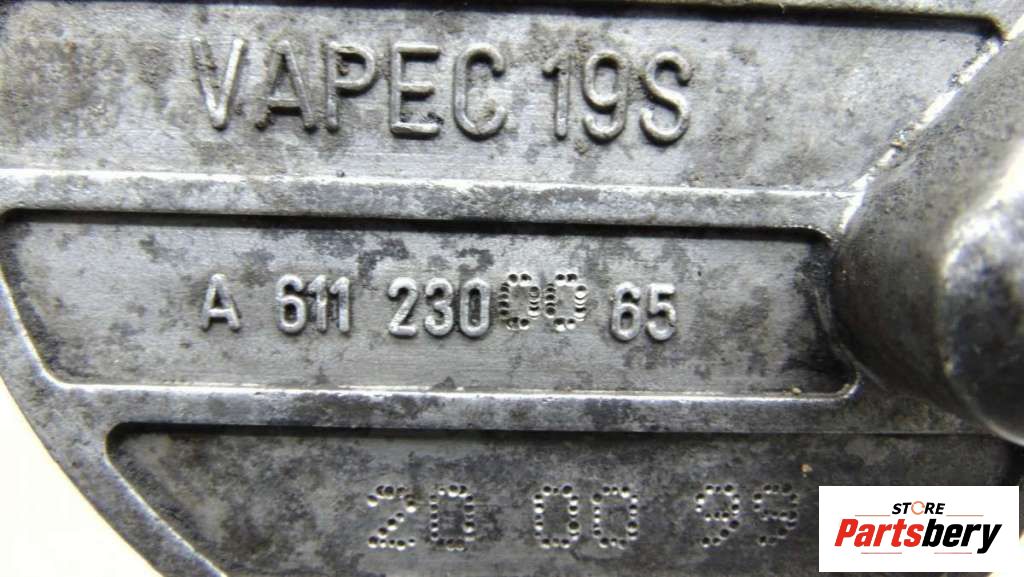 VAPEC 19S
A 611 230 00 65
20 00 99
STORE
Partsbery